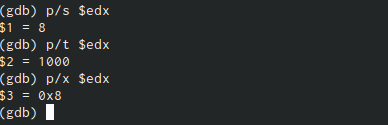 (gdb) p/s $edx
$1 = 8
(gdb) p/t $edx
$2 = 1000
(gdb) p/x $edx
$3 = 0x8
(gdb)